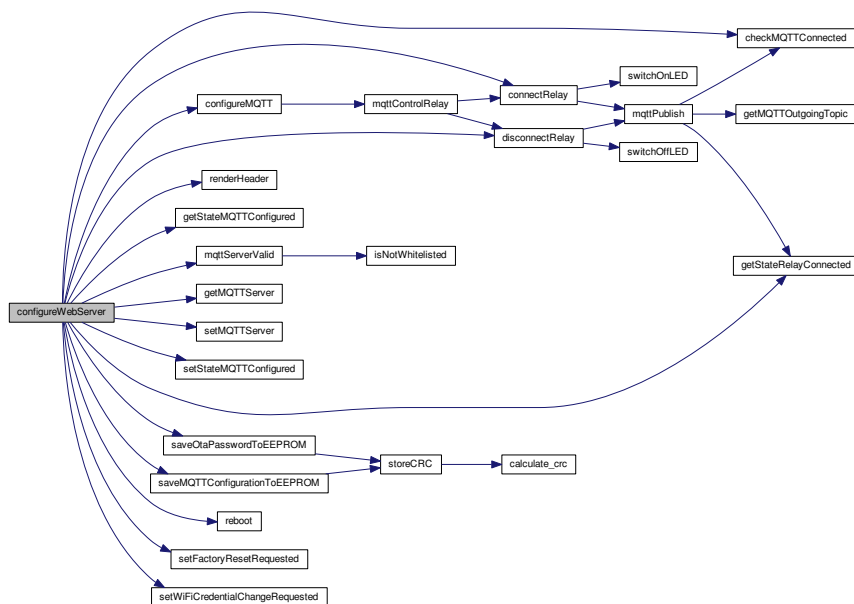 checkMQTTConnected
switchOnLED
connectRelay
configureMQTT
mqttControlRelay
mqttPublish
getMQTTOutgoingTopic
disconnectRelay
switchOffLED
renderHeader
getStateMQTTConfigured
mqttServerValid
isNotWhitelisted
getStateRelayConnected
getMQTTServer
configureWebServer
setMQTTServer
setStateMQTTConfigured
saveOtaPasswordToEEPROM
storeCRC
calculate_crc
saveMQTTConfigurationToEEPROM
reboot
setFactoryResetRequested
setWiFiCredentialChangeRequested